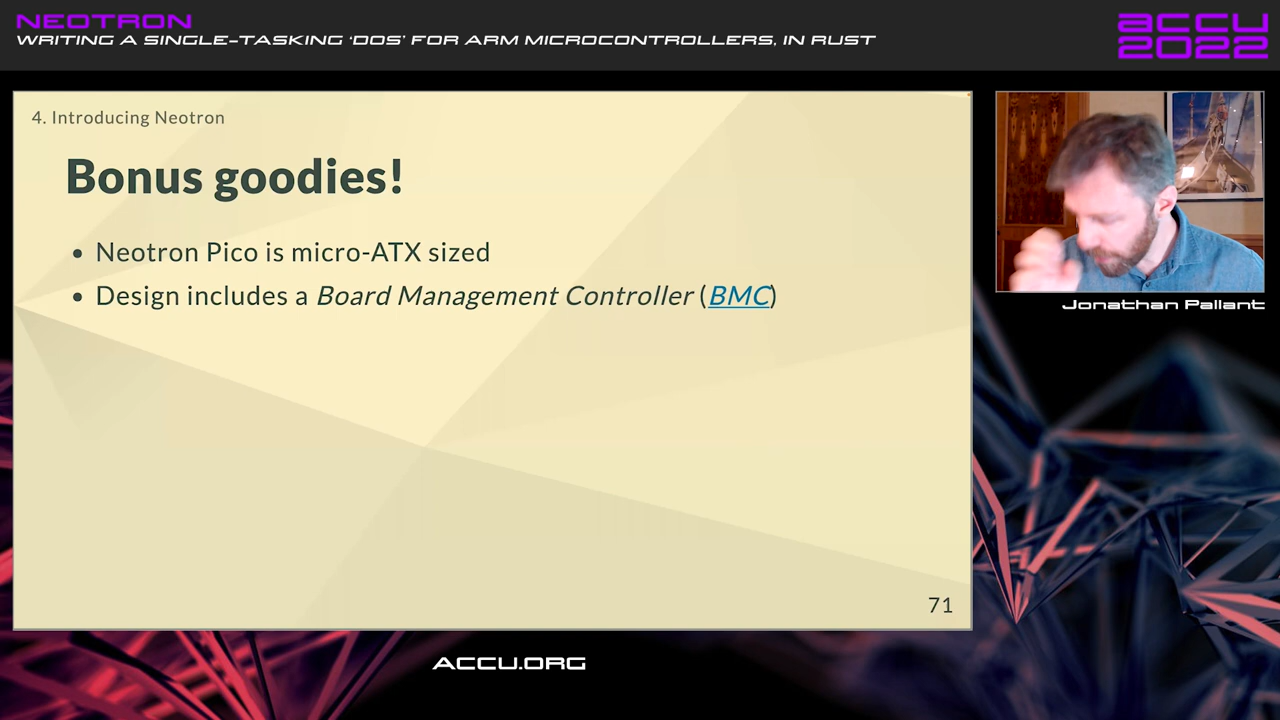 NEOTRON
WRITING A SINGLE-TASKING 'DOS' FOR ARM MICROCONTROLLERS, IN RUST
ACCU
2022
4. Introducing Neotron
Bonus goodies!
• Neotron Pico is micro-ATX sized
• Design includes a Board Management Controller (BMC)
71
Jonathan Pallant
ACCU.ORG